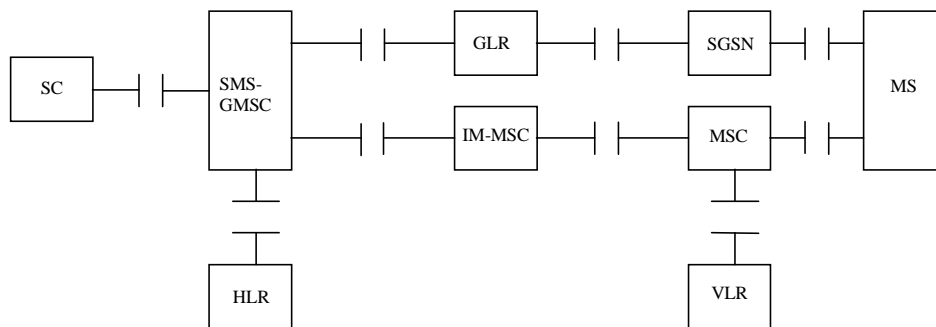 GLR
SGSN
SC
SMS-
GMSC
MS
IM-MSC
MSC
HLR
VLR